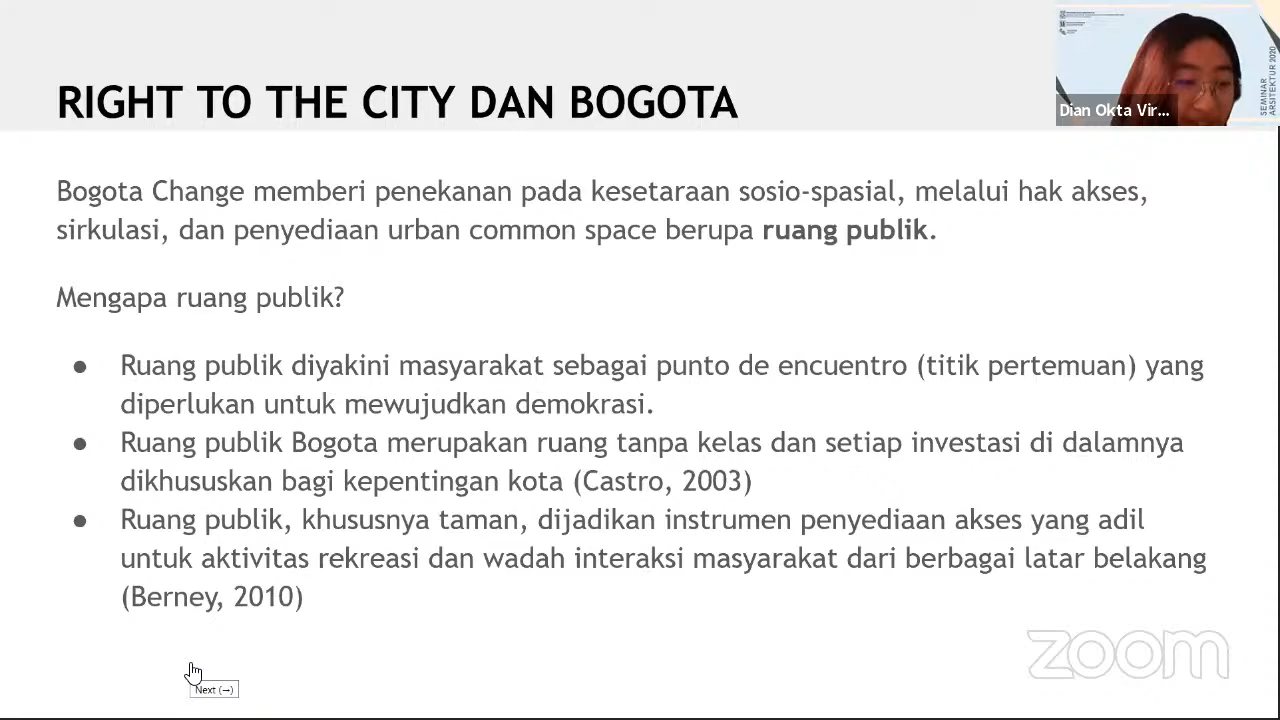 RIGHT TO THE CITY DAN BOGOTA
Dian Okta Vir...
SEMINAR
ARSITEKTUR 2020
Bogota Change memberi penekanan pada kesetaraan sosio-spasial, melalui hak akses,
sirkulasi, dan penyediaan urban common space berupa ruang publik.
Mengapa ruang publik?
● Ruang publik diyakini masyarakat sebagai punto de encuentro (titik pertemuan) yang
diperlukan untuk mewujudkan demokrasi.
● Ruang publik Bogota merupakan ruang tanpa kelas dan setiap investasi di dalamnya
dikhususkan bagi kepentingan kota (Castro, 2003)
● Ruang publik, khususnya taman, dijadikan instrumen penyediaan akses yang adil
untuk aktivitas rekreasi dan wadah interaksi masyarakat dari berbagai latar belakang
(Berney, 2010)
zoom
Next (→)